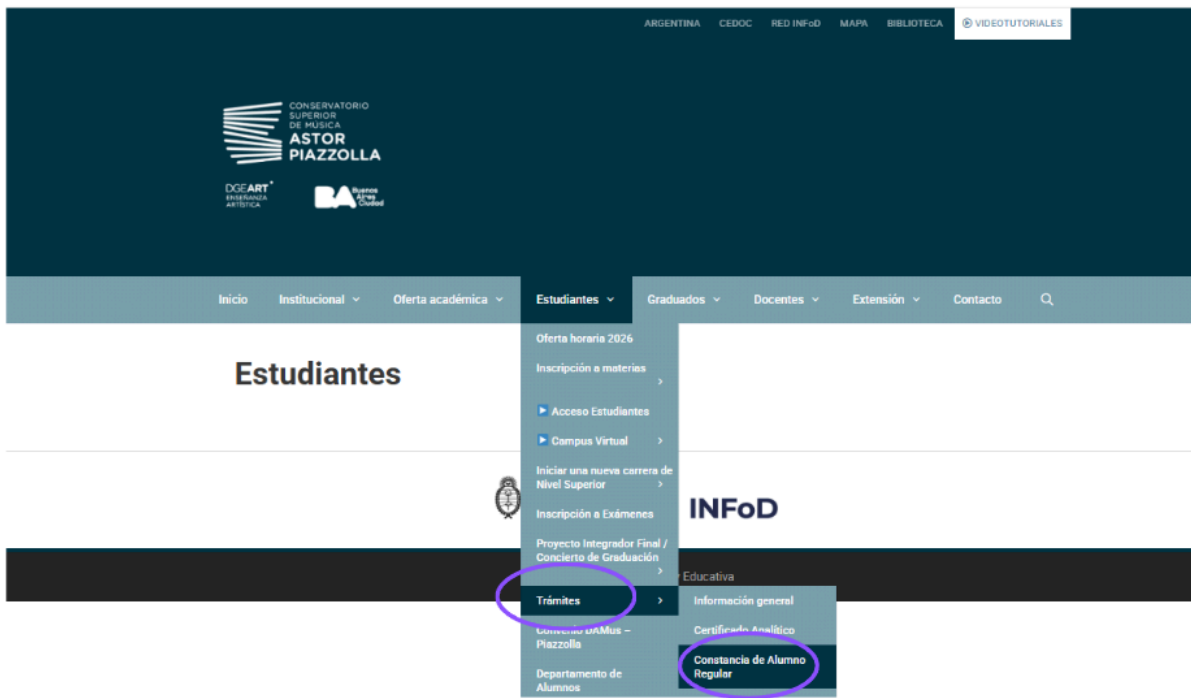 ARGENTINA CEDOC RED INFoD MAPA BIBLIOTECA VIDEOTUTORIALES
CONSERVATORIO
SUPERIOR
DE MÚSICA
ASTOR
PIAZZOLLA
DGEART
ENSEÑANZA
ARTÍSTICA
BA Buenos
Aires
Ciudad
Inicio Institucional Oferta académica Estudiantes Graduados Docentes Extensión Contacto
Estudiantes
Oferta horaria 2026
Inscripción a materias
Acceso Estudiantes
Campus Virtual
Iniciar una nueva carrera de
Nivel Superior
Inscripción a Exámenes
Proyecto Integrador Final /
Concierto de Graduación
Trámites
Convenio DAMus –
Piazzolla
Departamento de
Alumnos
Información general
Certificado Analítico
Constancia de Alumno
Regular
INFoD
Educativa